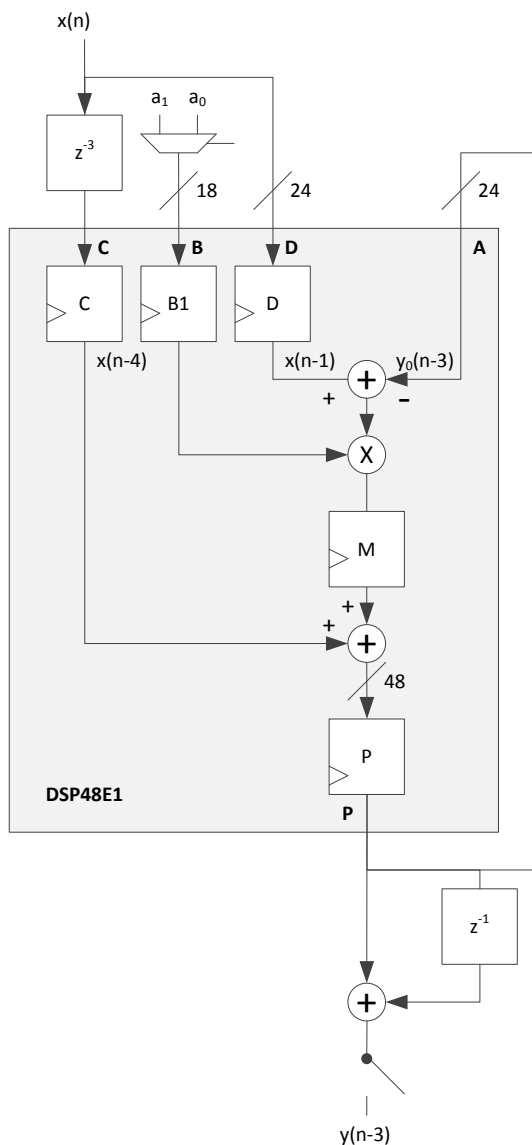 x(n)
a₁ a₀
z⁻³
18
24
24
C
B
D
A
C
B1
D
x(n-4)
x(n-1)
y₀(n-3)
+
+
−
X
M
+
+
+
48
P
DSP48E1
P
z⁻¹
+
y(n-3)